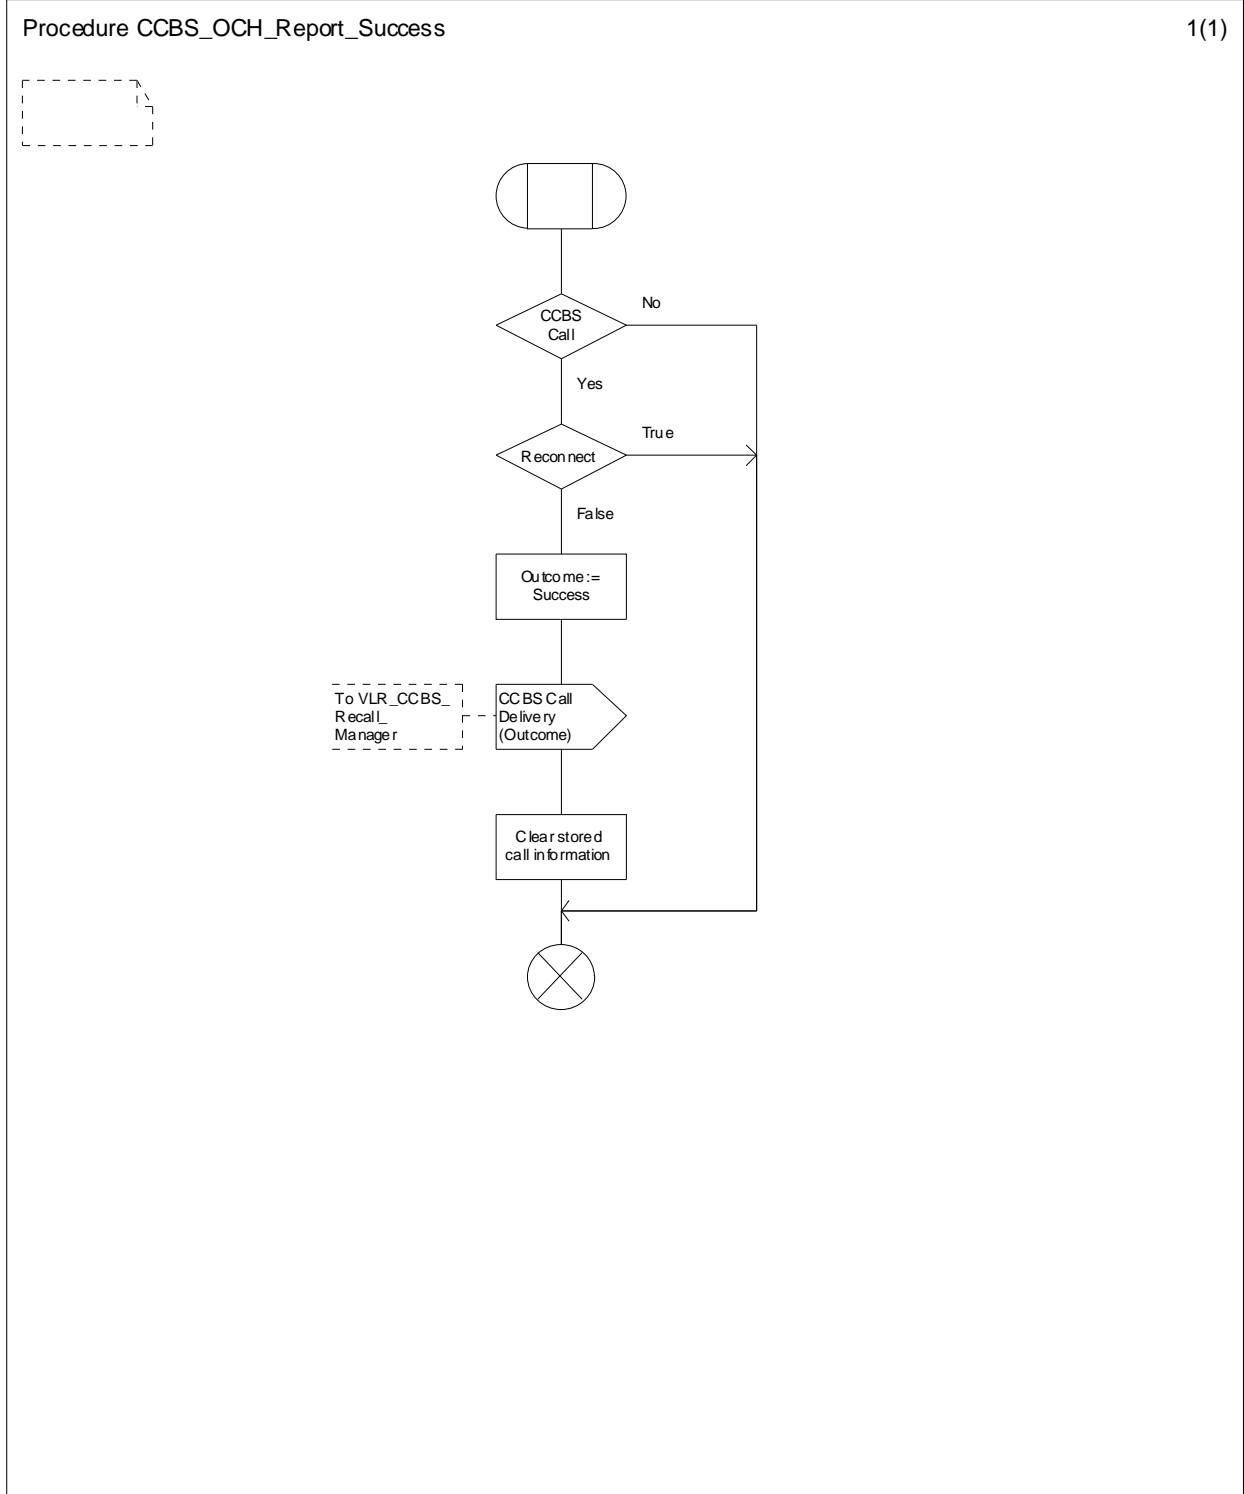 Procedure CCBS_OCH_Report_Success
1(1)
CCBS
Call
No
Yes
Reconnect
True
False
Outcome:=
Success
To VLR_CCBS_
Recall_
Manager
CCBS Call
Delivery
(Outcome)
Clear stored
call information